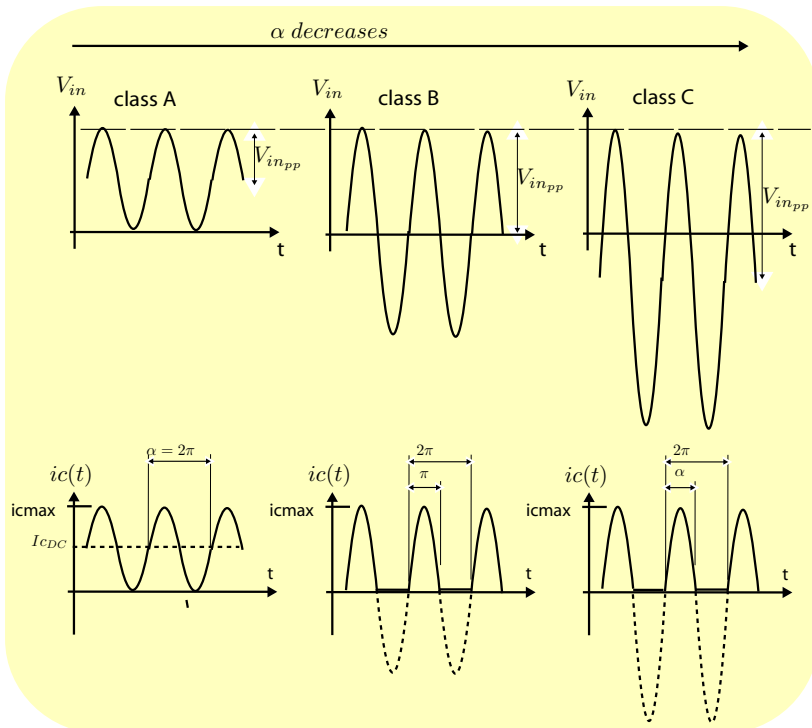 α decreases
V_in
class A
V_in_pp
t
V_in
class B
V_in_pp
t
V_in
class C
V_in_pp
t
ic(t)
α = 2π
icmax
Ic_DC
t
ic(t)
2π
π
icmax
t
ic(t)
2π
α
icmax
t